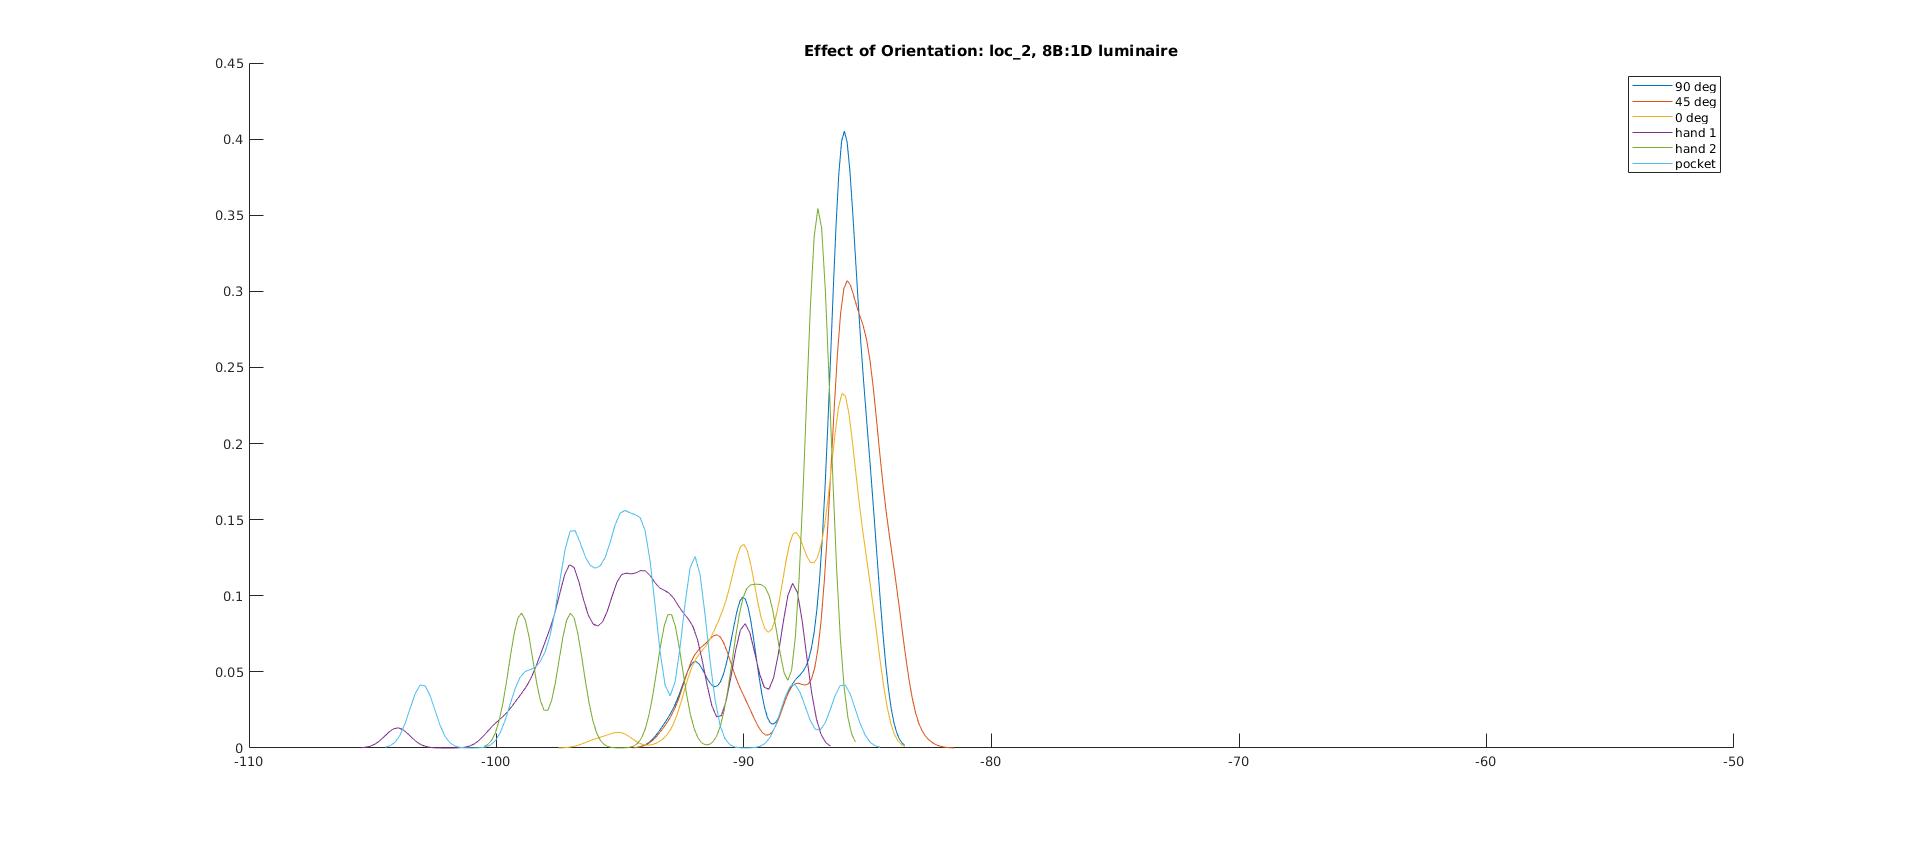 Effect of Orientation: loc_2, 8B:1D luminaire
0.45
0.4
0.35
0.3
0.25
0.2
0.15
0.1
0.05
0
-110
-100
-90
-80
-70
-60
-50
90 deg
45 deg
0 deg
hand 1
hand 2
pocket